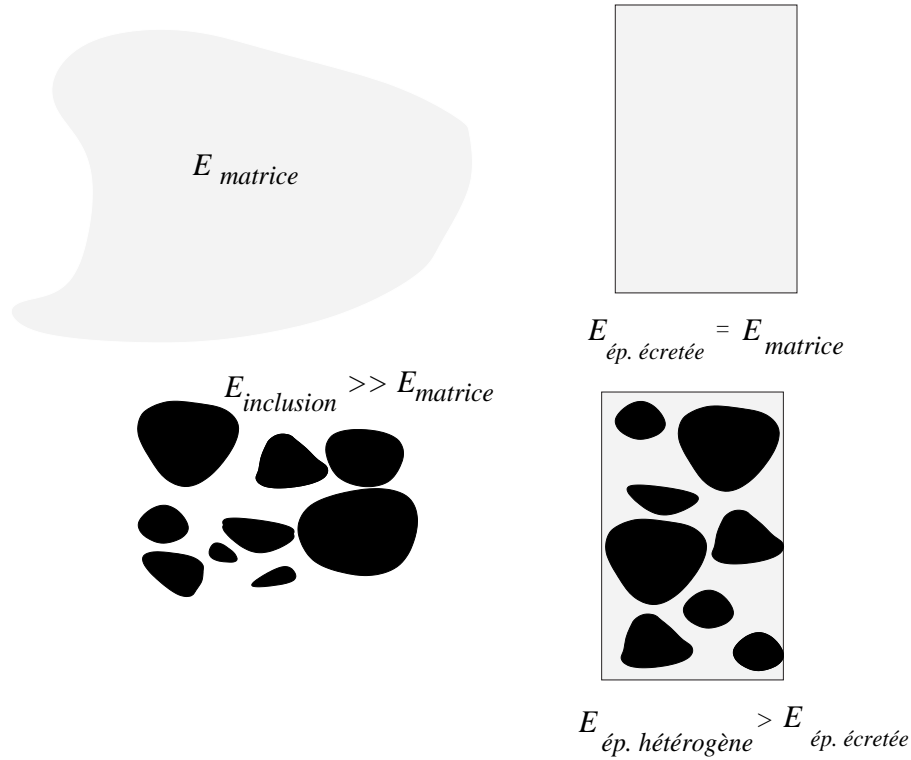 E matrice
E ép. écretée = E matrice
E inclusion >> E matrice
E ép. hétérogène > E ép. écretée